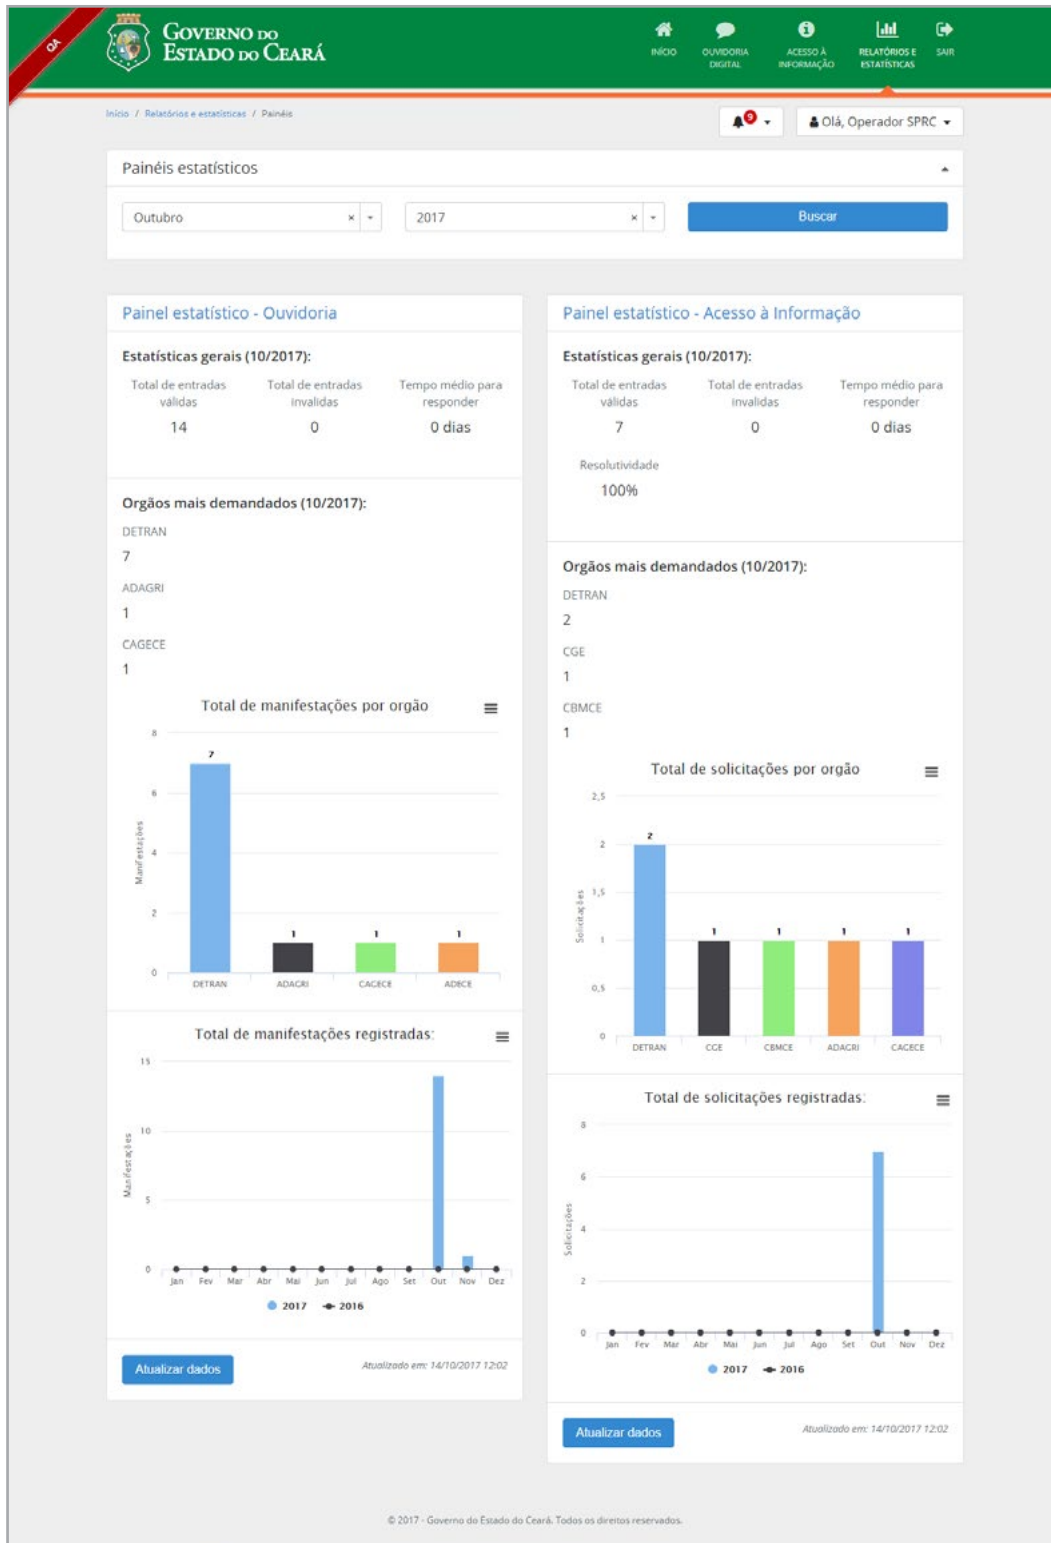 QA
GOVERNO DO
ESTADO DO CEARÁ
INÍCIO
OUVIDORIA
DIGITAL
ACESSO À
INFORMAÇÃO
RELATÓRIOS E
ESTATÍSTICAS
SAIR
Início / Relatórios e estatísticas / Painéis
9
Olá, Operador SPRC
Painéis estatísticos
Outubro × 2017 × Buscar
Painel estatístico - Ouvidoria
Estatísticas gerais (10/2017):
Total de entradas válidas
Total de entradas invalidas
Tempo médio para responder
14 0 0 dias
Orgãos mais demandados (10/2017):
DETRAN
7
ADAGRI
1
CAGECE
1
Total de manifestações por orgão
Manifestações
8
6
4
2
0
7 1 1 1
DETRAN ADAGRI CAGECE ADECE
Total de manifestações registradas:
Manifestações
15
10
5
0
Jan Fev Mar Abr Mai Jun Jul Ago Set Out Nov Dez
2017 2016
Atualizar dados
Atualizado em: 14/10/2017 12:02
Painel estatístico - Acesso à Informação
Estatísticas gerais (10/2017):
Total de entradas válidas
Total de entradas invalidas
Tempo médio para responder
7 0 0 dias
Resolutividade
100%
Orgãos mais demandados (10/2017):
DETRAN
2
CGE
1
CBMCE
1
Total de solicitações por orgão
Solicitações
2,5
2
1,5
1
0,5
0
2 1 1 1 1
DETRAN CGE CBMCE ADAGRI CAGECE
Total de solicitações registradas:
Solicitações
8
6
4
2
0
Jan Fev Mar Abr Mai Jun Jul Ago Set Out Nov Dez
2017 2016
Atualizar dados
Atualizado em: 14/10/2017 12:02
© 2017 - Governo do Estado do Ceará. Todos os direitos reservados.